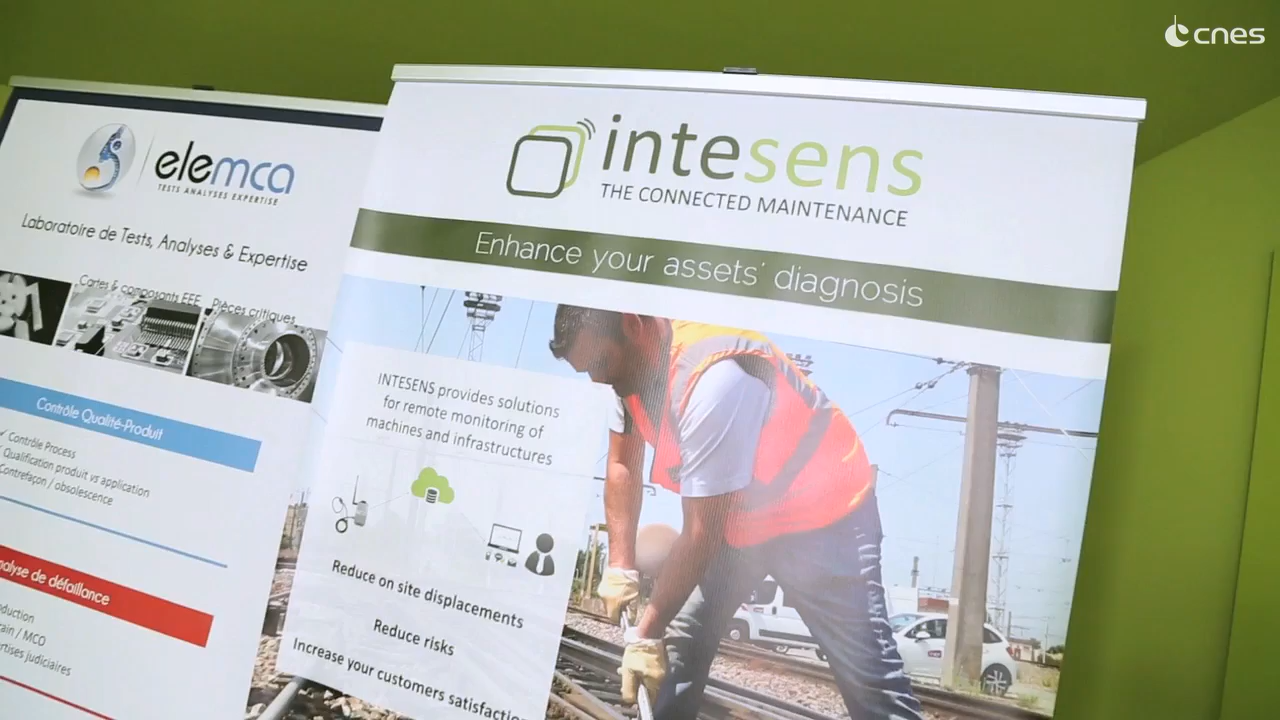 cnes
elemca
TESTS ANALYSES EXPERTISE
Laboratoire de Tests, Analyses & Expertise
Cartes & composants EEE
Pièces critiques
Contrôle Qualité-Produit
✓ Contrôle Process
Qualification produit vs application
Contrefaçon / obsolescence
nalyse de défaillance
/ MCO
judiciaires
intesens
THE CONNECTED MAINTENANCE
Enhance your assets' diagnosis
INTESENS provides solutions
for remote monitoring of
machines and infrastructures
Reduce on site displacements
Reduce risks
Increase your customers satisfactio